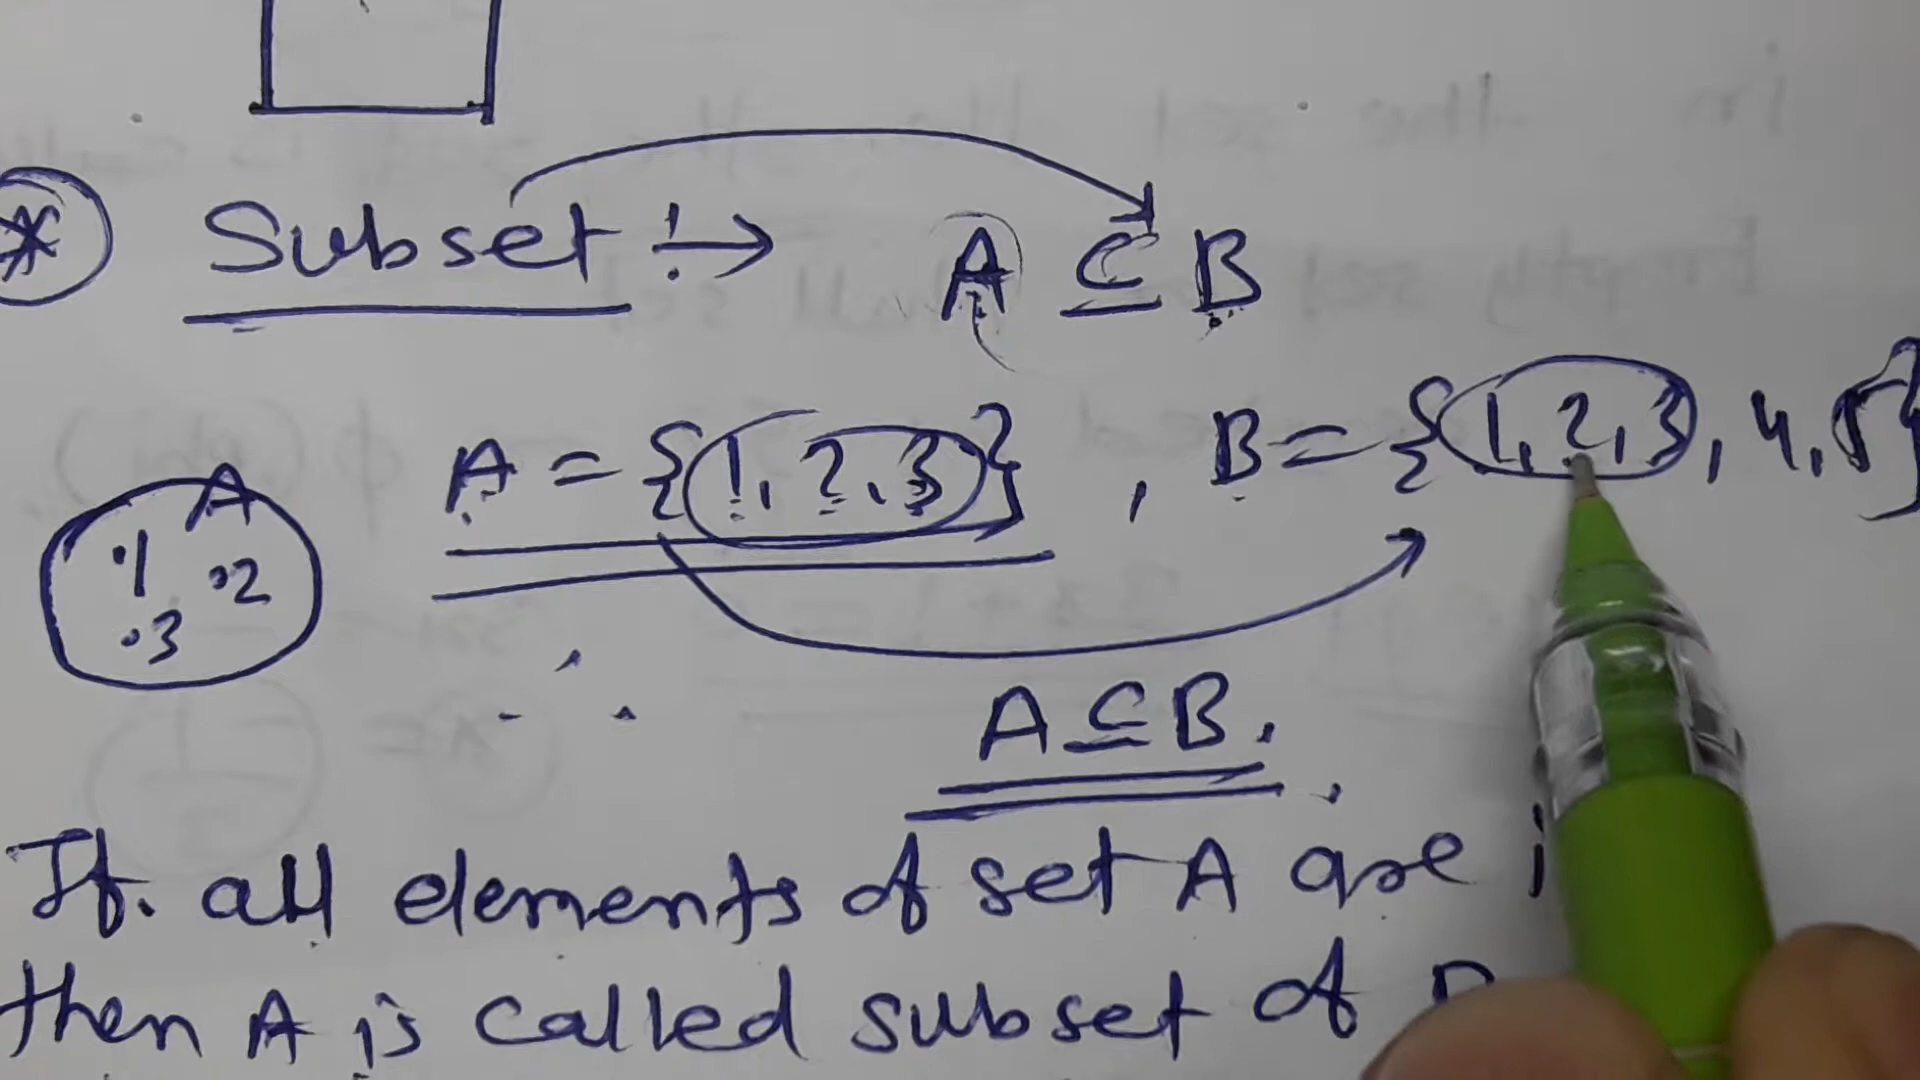 * Subset :→ A ⊆ B
A = {1, 2, 3} , B = {1, 2, 3, 4, 5}
A
.1 .2
.3
∴ A ⊆ B.
If all elements of set A are
then A is called subset of